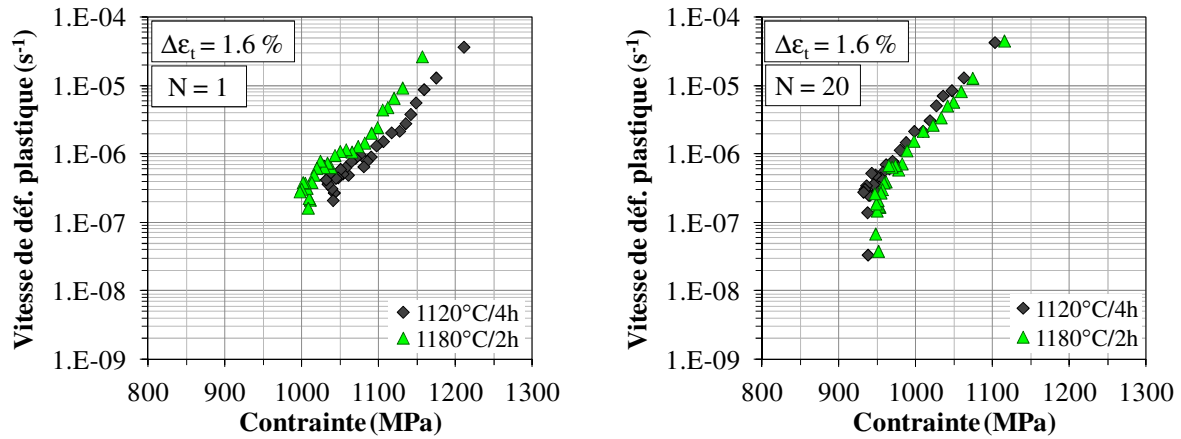 Vitesse de déf. plastique (s-1)
1.E-04
1.E-05
1.E-06
1.E-07
1.E-08
1.E-09
Δεt = 1.6 %
N = 1
1120°C/4h
1180°C/2h
800 900 1000 1100 1200 1300
Contrainte (MPa)
Vitesse de déf. plastique (s-1)
1.E-04
1.E-05
1.E-06
1.E-07
1.E-08
1.E-09
Δεt = 1.6 %
N = 20
1120°C/4h
1180°C/2h
800 900 1000 1100 1200 1300
Contrainte (MPa)